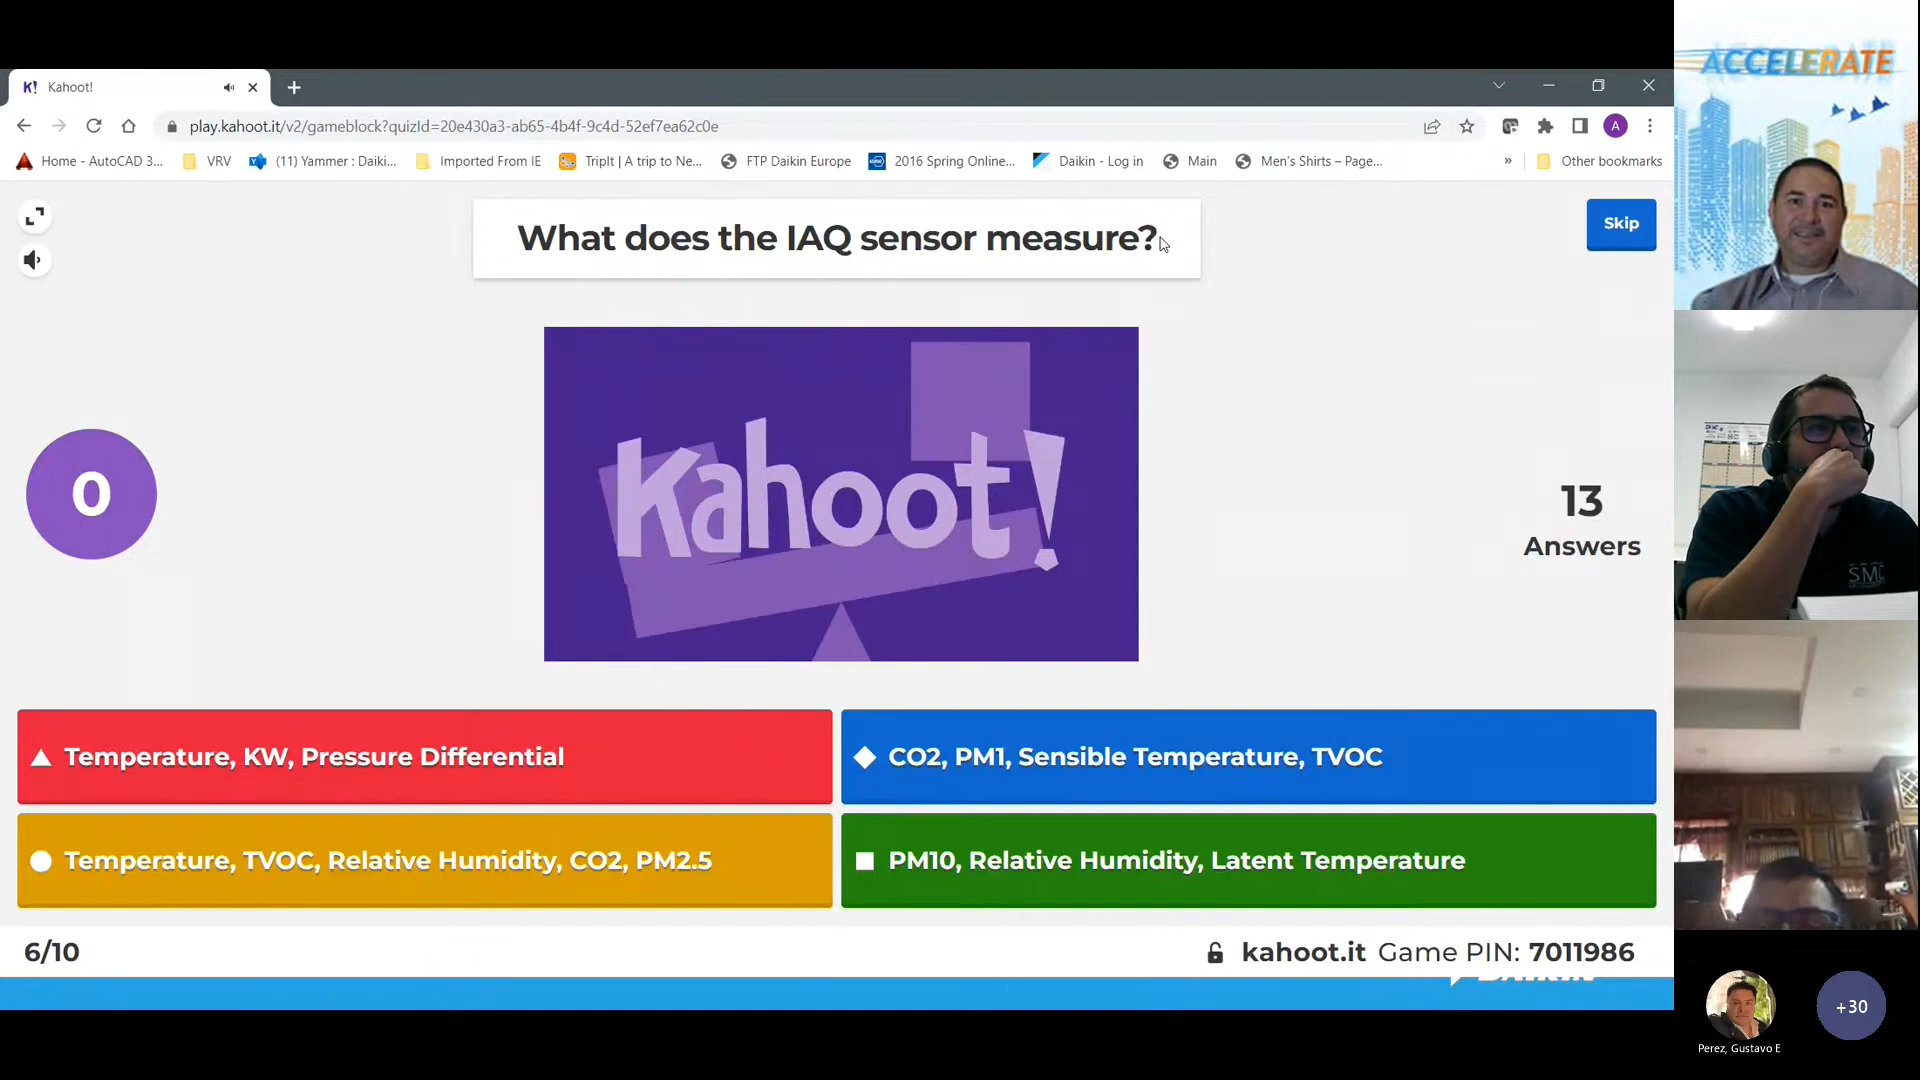 Kahoot!
play.kahoot.it/v2/gameblock?quizId=20e430a3-ab65-4b4f-9c4d-52ef7ea62c0e
A
Home - AutoCAD 3... VRV (11) Yammer : Daiki... Imported From IE TripIt | A trip to Ne... FTP Daikin Europe 2016 Spring Online... Daikin - Log in Main Men's Shirts – Page... » Other bookmarks
What does the IAQ sensor measure?
Skip
0
Kahoot!
13
Answers
Temperature, KW, Pressure Differential
CO2, PM1, Sensible Temperature, TVOC
Temperature, TVOC, Relative Humidity, CO2, PM2.5
PM10, Relative Humidity, Latent Temperature
6/10
kahoot.it Game PIN: 7011986
ACCELERATE
SMC
Perez, Gustavo E
+30